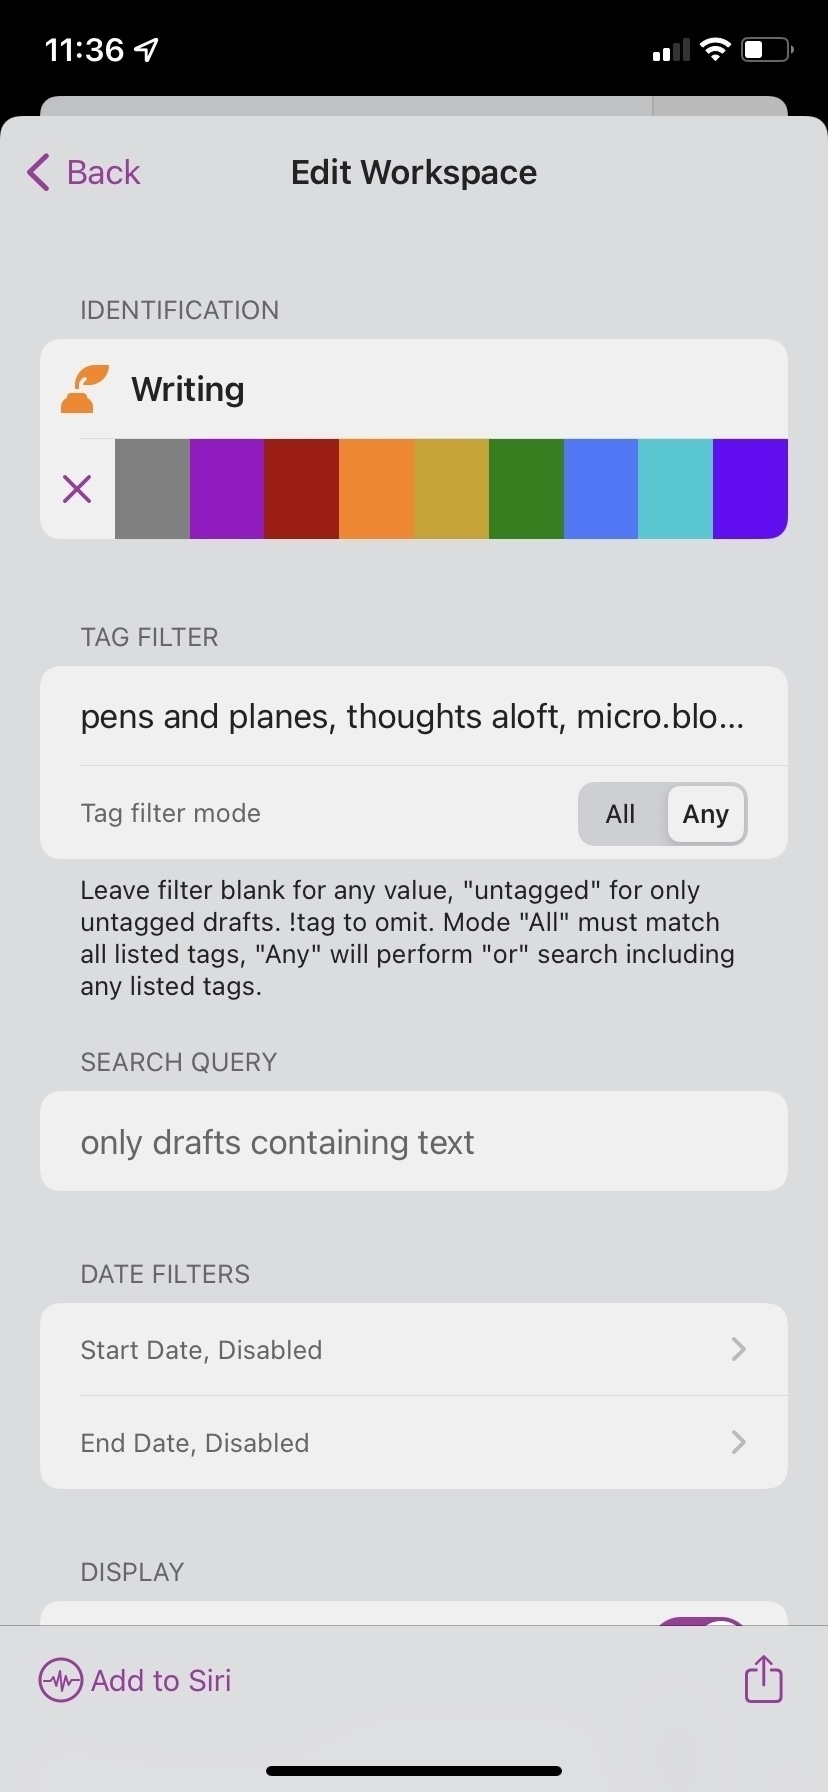 11:36
Back
Edit Workspace
IDENTIFICATION
Writing
TAG FILTER
pens and planes, thoughts aloft, micro.blo...
Tag filter mode
All
Any
Leave filter blank for any value, "untagged" for only
untagged drafts. !tag to omit. Mode "All" must match
all listed tags, "Any" will perform "or" search including
any listed tags.
SEARCH QUERY
only drafts containing text
DATE FILTERS
Start Date, Disabled
End Date, Disabled
DISPLAY
Add to Siri